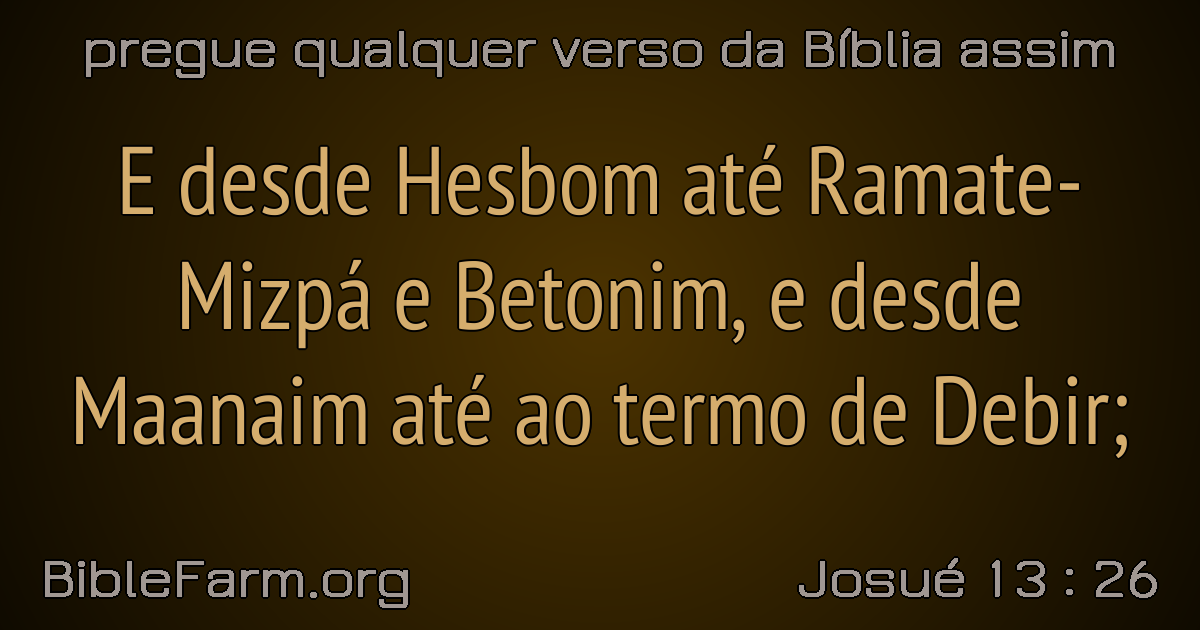 pregue qualquer verso da Bíblia assim
E desde Hesbom até Ramate-
Mizpá e Betonim, e desde
Maanaim até ao termo de Debir;
BibleFarm.org
Josué 13 : 26